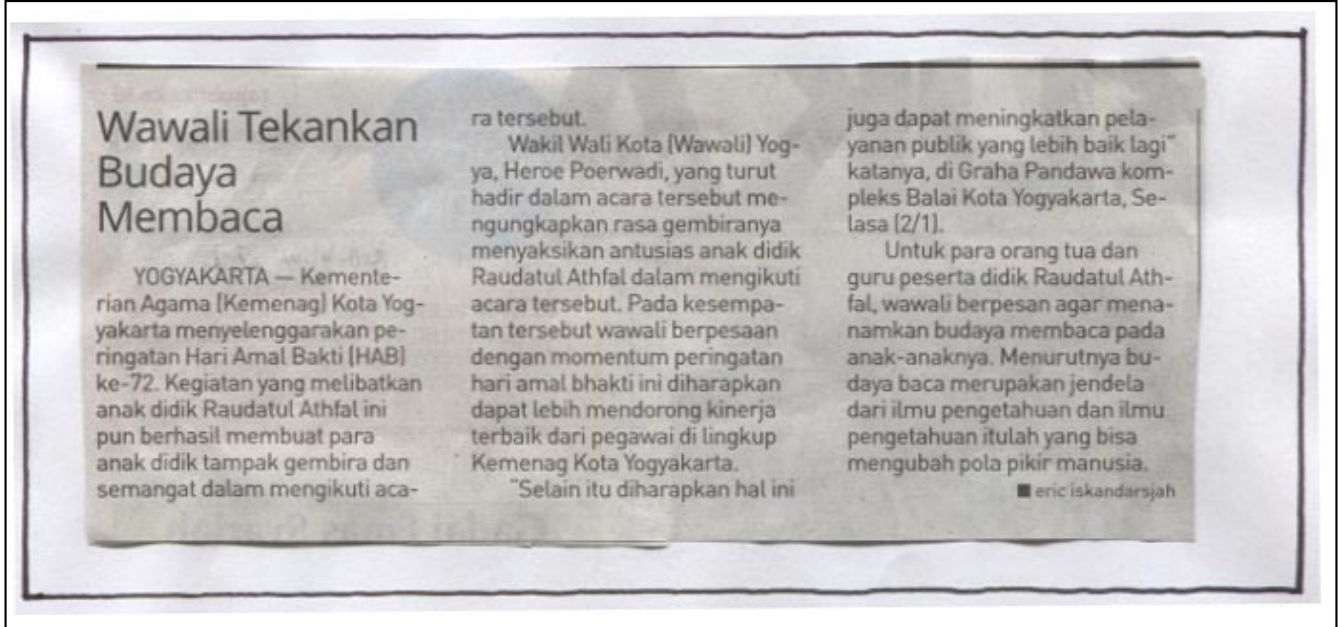 Wawali Tekankan
Budaya
Membaca
YOGYAKARTA — Kemente-
rian Agama (Kemenag) Kota Yog-
yakarta menyelenggarakan pe-
ringatan Hari Amal Bakti (HAB)
ke-72. Kegiatan yang melibatkan
anak didik Raudatul Athfal ini
pun berhasil membuat para
anak didik tampak gembira dan
semangat dalam mengikuti aca-
ra tersebut.
Wakil Wali Kota (Wawali) Yog-
ya, Heroe Poerwadi, yang turut
hadir dalam acara tersebut me-
ngungkapkan rasa gembiranya
menyaksikan antusias anak didik
Raudatul Athfal dalam mengikuti
acara tersebut. Pada kesempa-
tan tersebut wawali berpesaan
dengan momentum peringatan
hari amal bhakti ini diharapkan
dapat lebih mendorong kinerja
terbaik dari pegawai di lingkup
Kemenag Kota Yogyakarta.
"Selain itu diharapkan hal ini
juga dapat meningkatkan pela-
yanan publik yang lebih baik lagi"
katanya, di Graha Pandawa kom-
pleks Balai Kota Yogyakarta, Se-
lasa (2/1).
Untuk para orang tua dan
guru peserta didik Raudatul Ath-
fal, wawali berpesan agar mena-
namkan budaya membaca pada
anak-anaknya. Menurutnya bu-
daya baca merupakan jendela
dari ilmu pengetahuan dan ilmu
pengetahuan itulah yang bisa
mengubah pola pikir manusia.
■ eric iskandarsjah